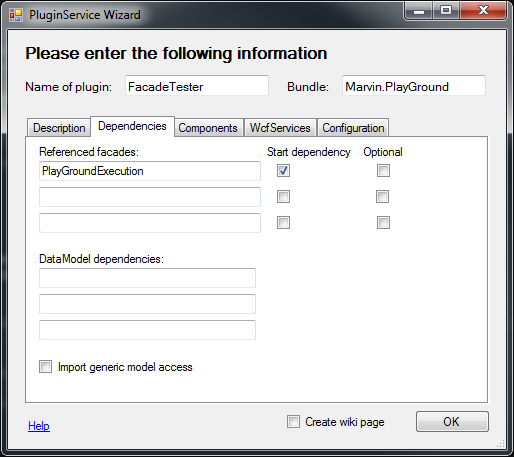 PluginService Wizard
Please enter the following information
Name of plugin: FacadeTester Bundle: Marvin.PlayGround
Description Dependencies Components WcfServices Configuration
Referenced facades: Start dependency Optional
PlayGroundExecution
DataModel dependencies:
Import generic model access
Help Create wiki page OK